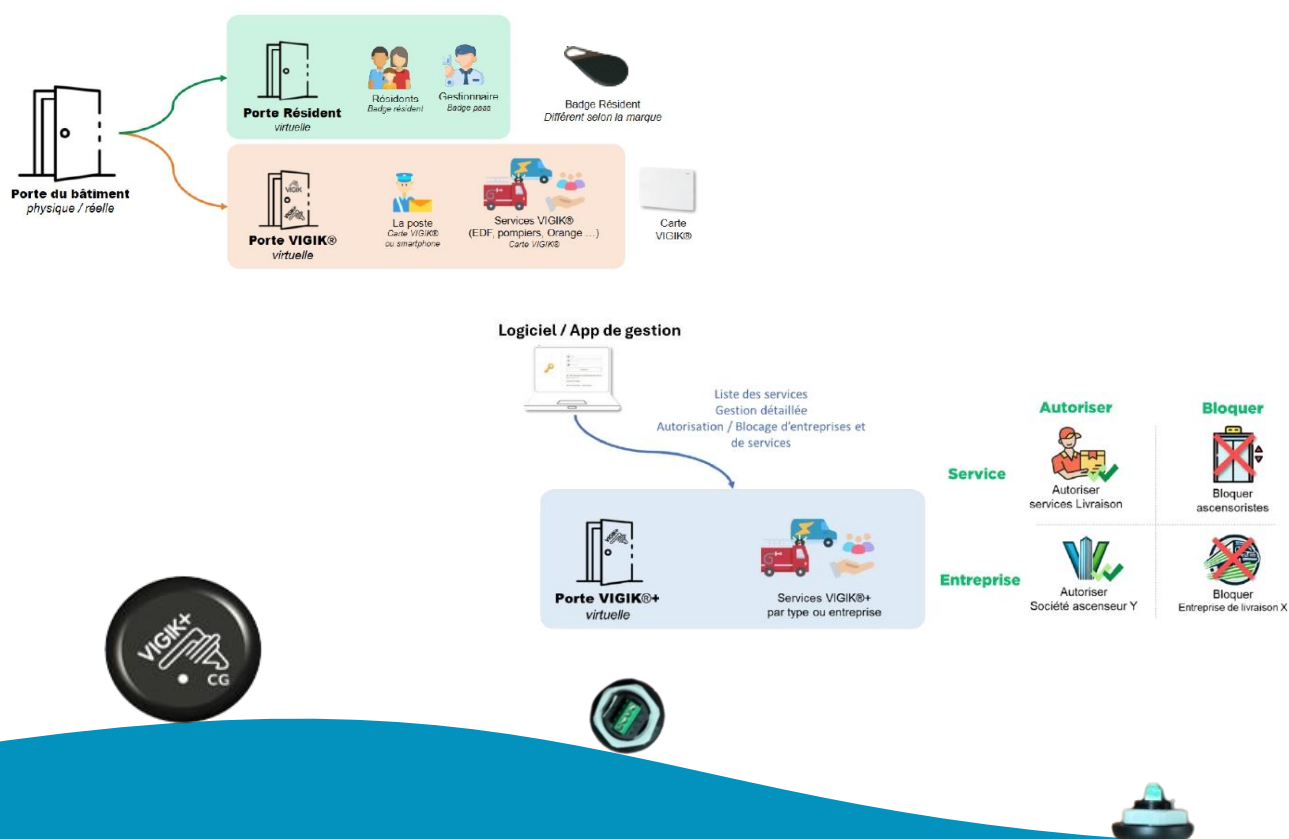 Porte du bâtiment
physique / réelle
Porte Résident
virtuelle
Résidents
Badge résident
Gestionnaire
Badge pass
Badge Résident
Différent selon la marque
VIGIK
Porte VIGIK®
virtuelle
La poste
Carte VIGIK®
ou smartphone
Services VIGIK®
(EDF, pompiers, Orange ...)
Carte VIGIK®
Carte
VIGIK®
Logiciel / App de gestion
Liste des services
Gestion détaillée
Autorisation / Blocage d'entreprises et
de services
VIGIK
Porte VIGIK®+
virtuelle
Services VIGIK®+
par type ou entreprise
Autoriser
Bloquer
Service
Autoriser
services Livraison
Bloquer
ascensoristes
Entreprise
Autoriser
Société ascenseur Y
Bloquer
Entreprise de livraison X
VIGIK+
CG